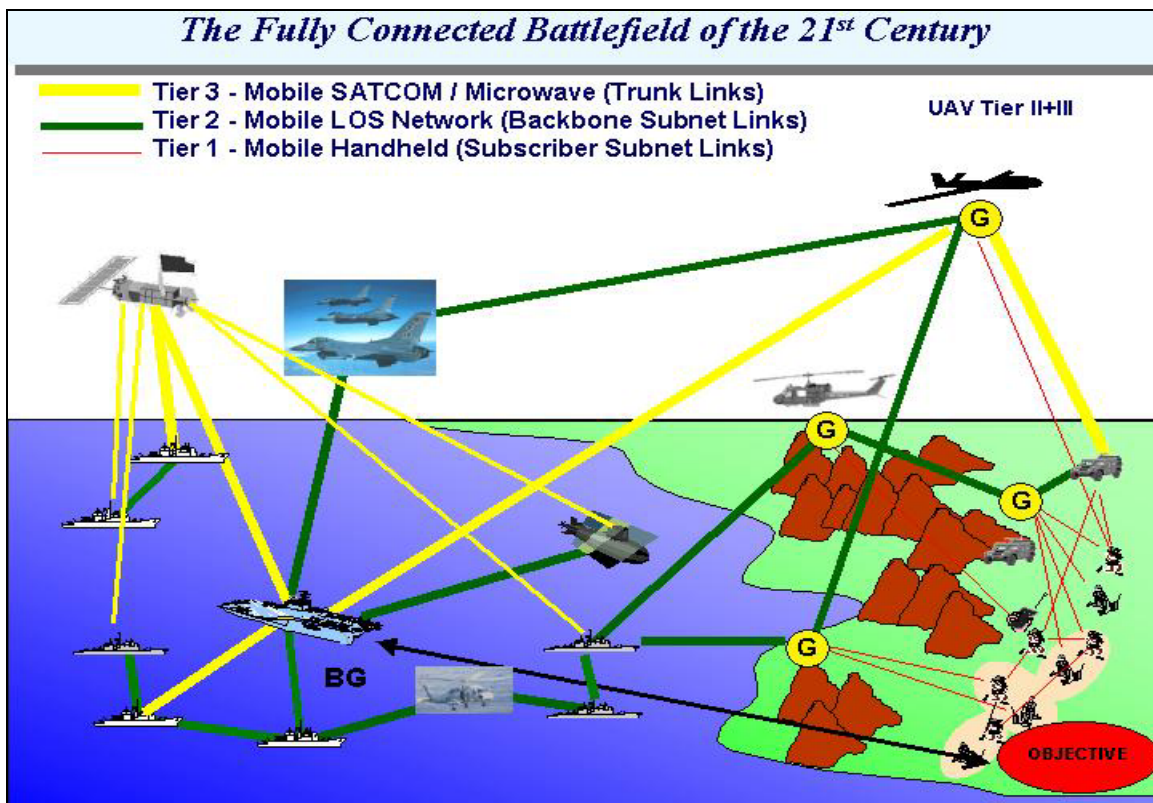 The Fully Connected Battlefield of the 21st Century
Tier 3 - Mobile SATCOM / Microwave (Trunk Links)
Tier 2 - Mobile LOS Network (Backbone Subnet Links)
Tier 1 - Mobile Handheld (Subscriber Subnet Links)
UAV Tier II+III
G
G
G
G
BG
OBJECTIVE